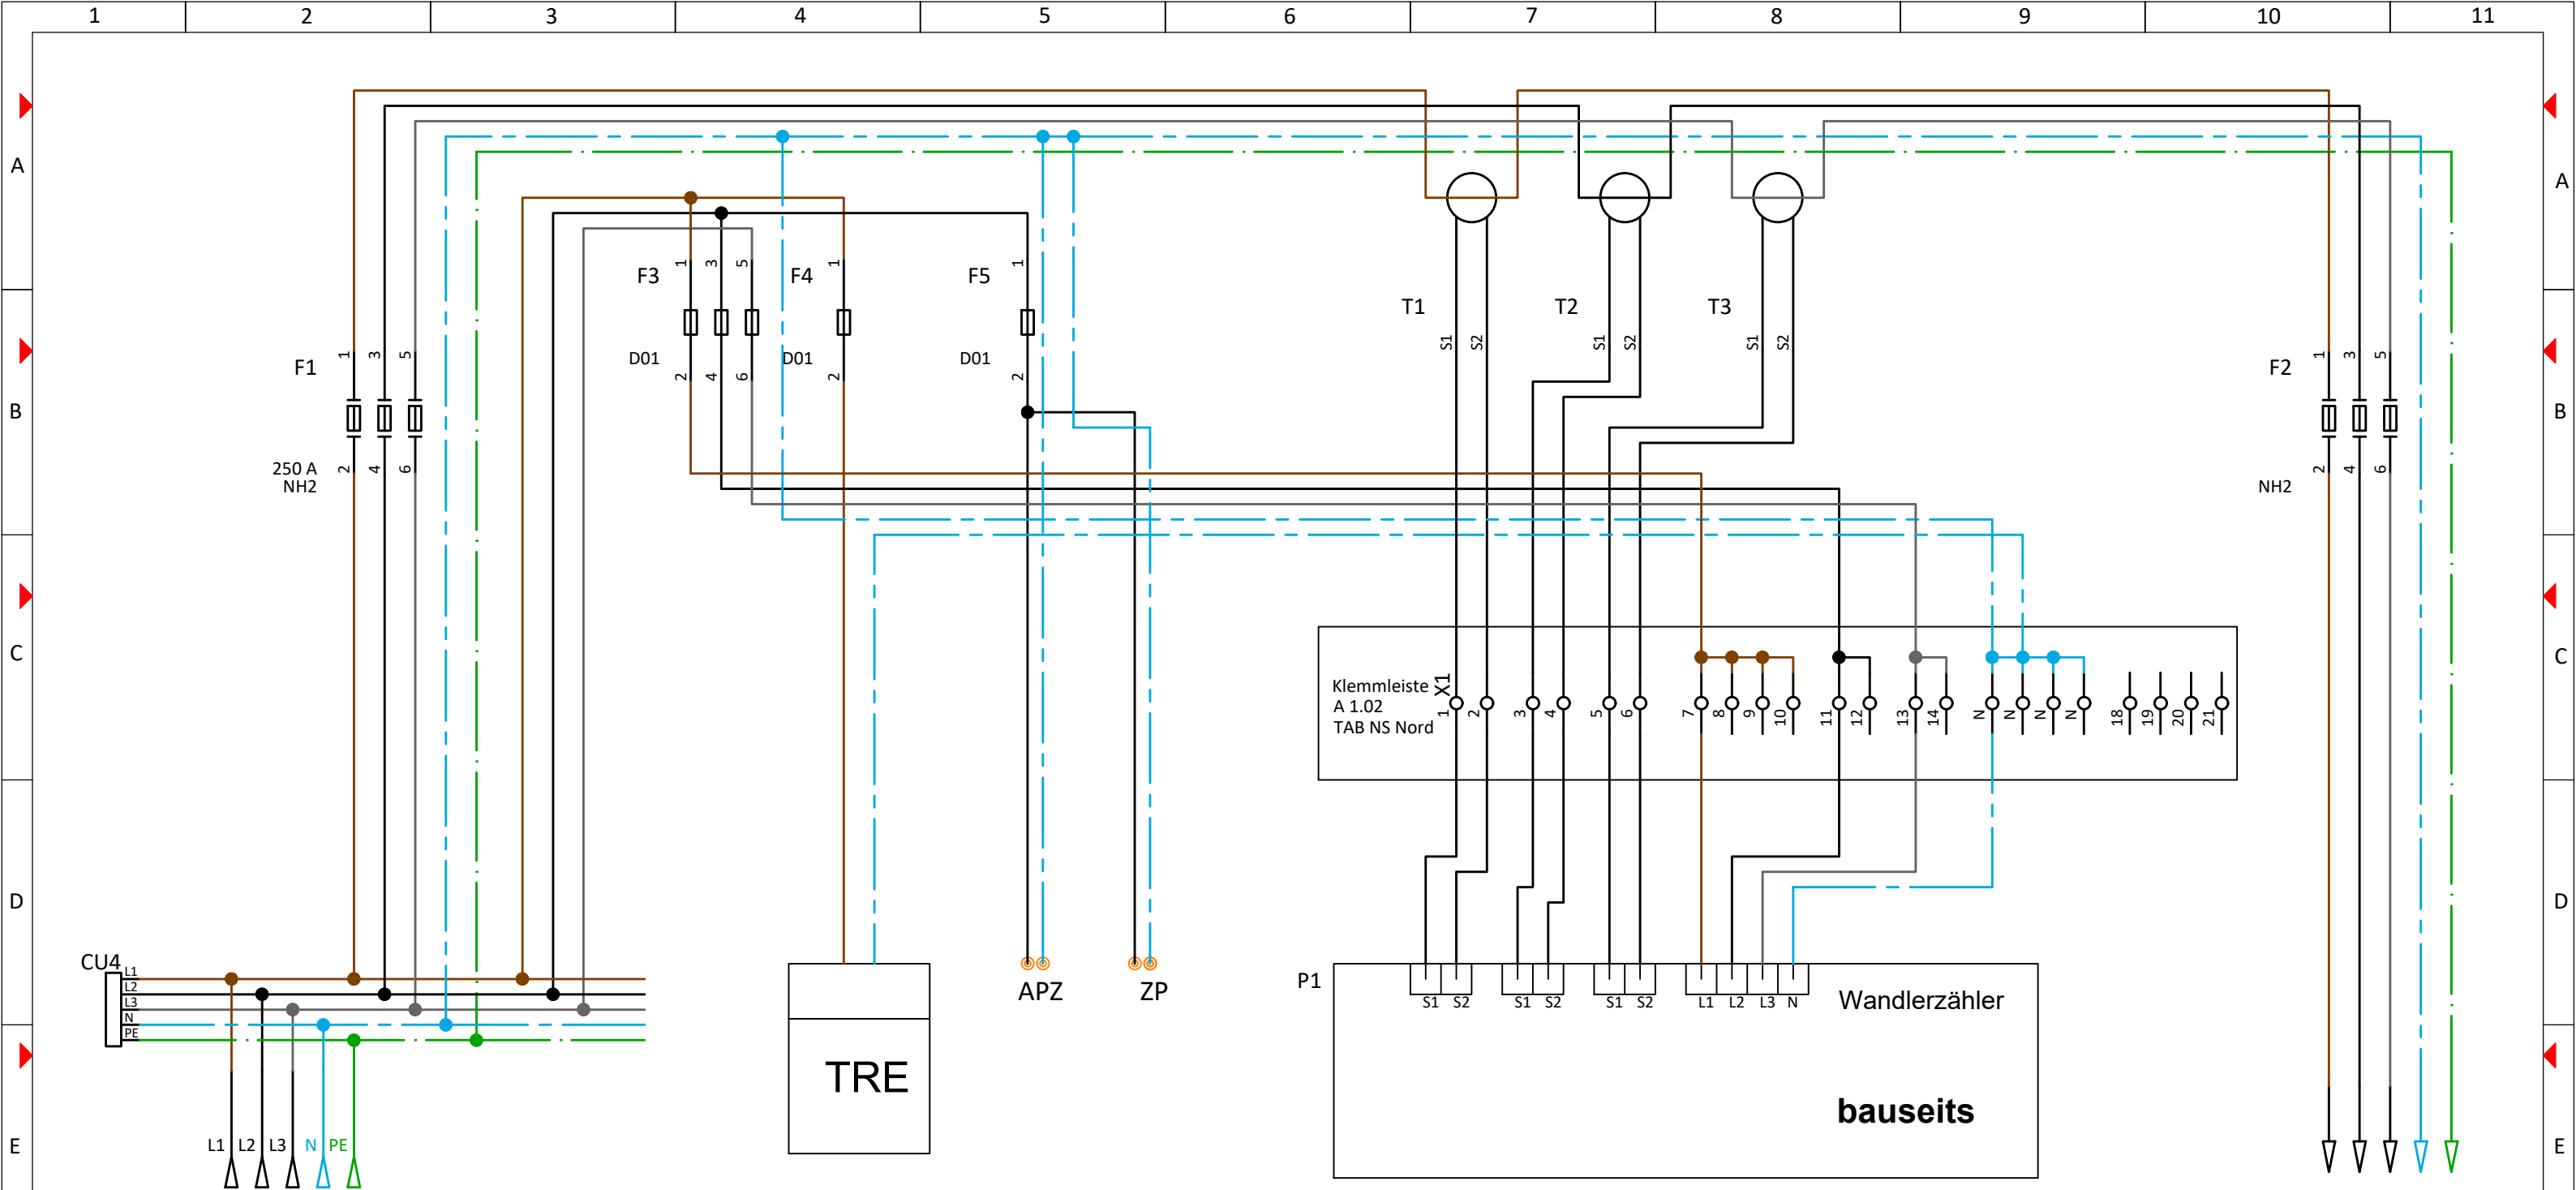 1 2 3 4 5 6 7 8 9 10 11
A A
F3 1 3 5 F4 1 F5 1
T1 T2 T3
S1 S2 S1 S2 S1 S2
D01 2 4 6 D01 2 D01 2
F1 1 3 5
F2 1 3 5
B B
250 A 2 4 6
NH2
2 4 6
NH2
C C
Klemmleiste X1
A 1.02
TAB NS Nord
1 2 3 4 5 6 7 8 9 10 11 12 13 14 N N N N 18 19 20 21
D D
CU4
L1
L2
L3
N
PE
APZ ZP
P1
S1 S2 S1 S2 S1 S2 L1 L2 L3 N
Wandlerzähler
TRE
bauseits
E E
L1 L2 L3 N PE